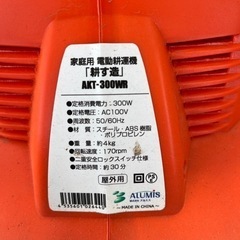 家庭用 電動耕運機
「耕す造」
AKT-300WR
●定格消費電力：300W
●定格電圧：AC100V
●周波数：50/60Hz
●材質：スチール・ABS樹脂・
ポリプロピレン
●重量：約4kg
●回転速度：170rpm
●二重安全ロックスイッチ仕様
●定格時間：約30分
屋外用
ALUMIS
MADE IN CHINA